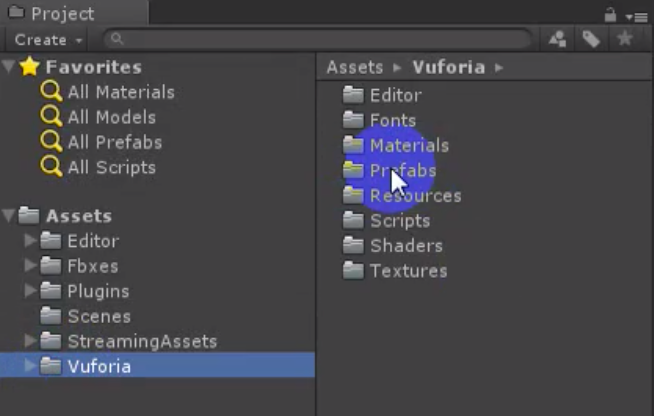 Project
Create
Favorites
All Materials
All Models
All Prefabs
All Scripts
Assets
Editor
Fbxes
Plugins
Scenes
StreamingAssets
Vuforia
Assets ▸ Vuforia ▸
Editor
Fonts
Materials
Prefabs
Resources
Scripts
Shaders
Textures